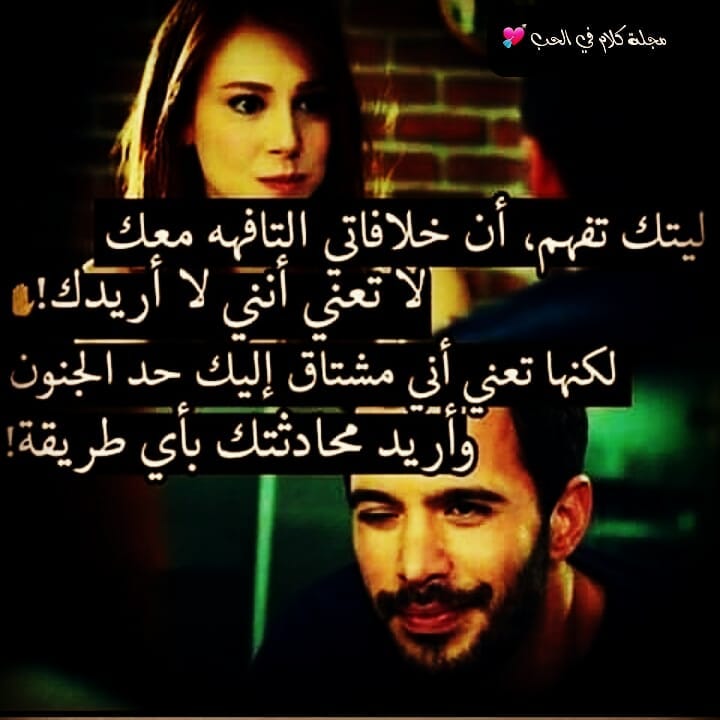 مجلة كلام في الحب 💘
ليتك تفهم، أن خلافاتي التافهه معك
لا تعني أنني لا أريدك!✋
لكنها تعني أني مشتاق إليك حد الجنون
وأريد محادثتك بأي طريقة!